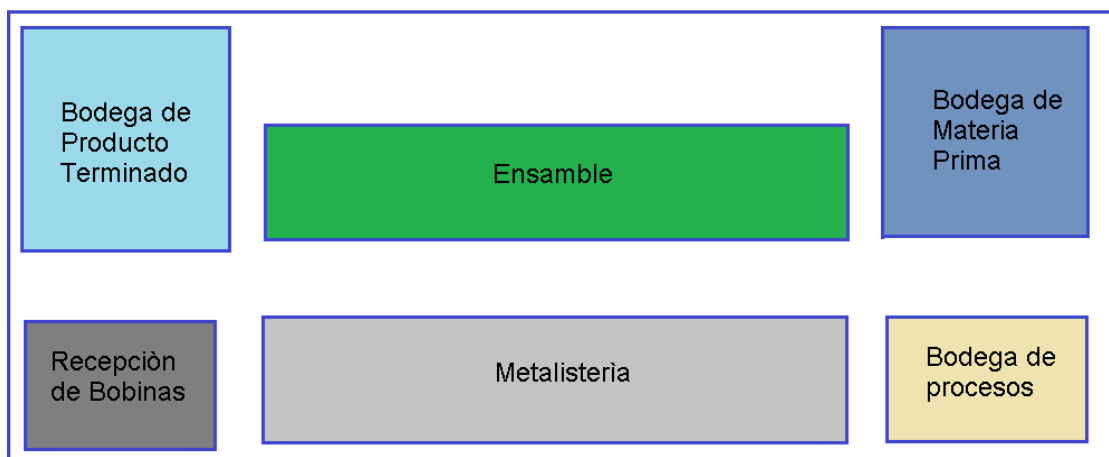 Bodega de
Producto
Terminado
Ensamble
Bodega de
Materia
Prima
Recepciòn
de Bobinas
Metalisterìa
Bodega de
procesos